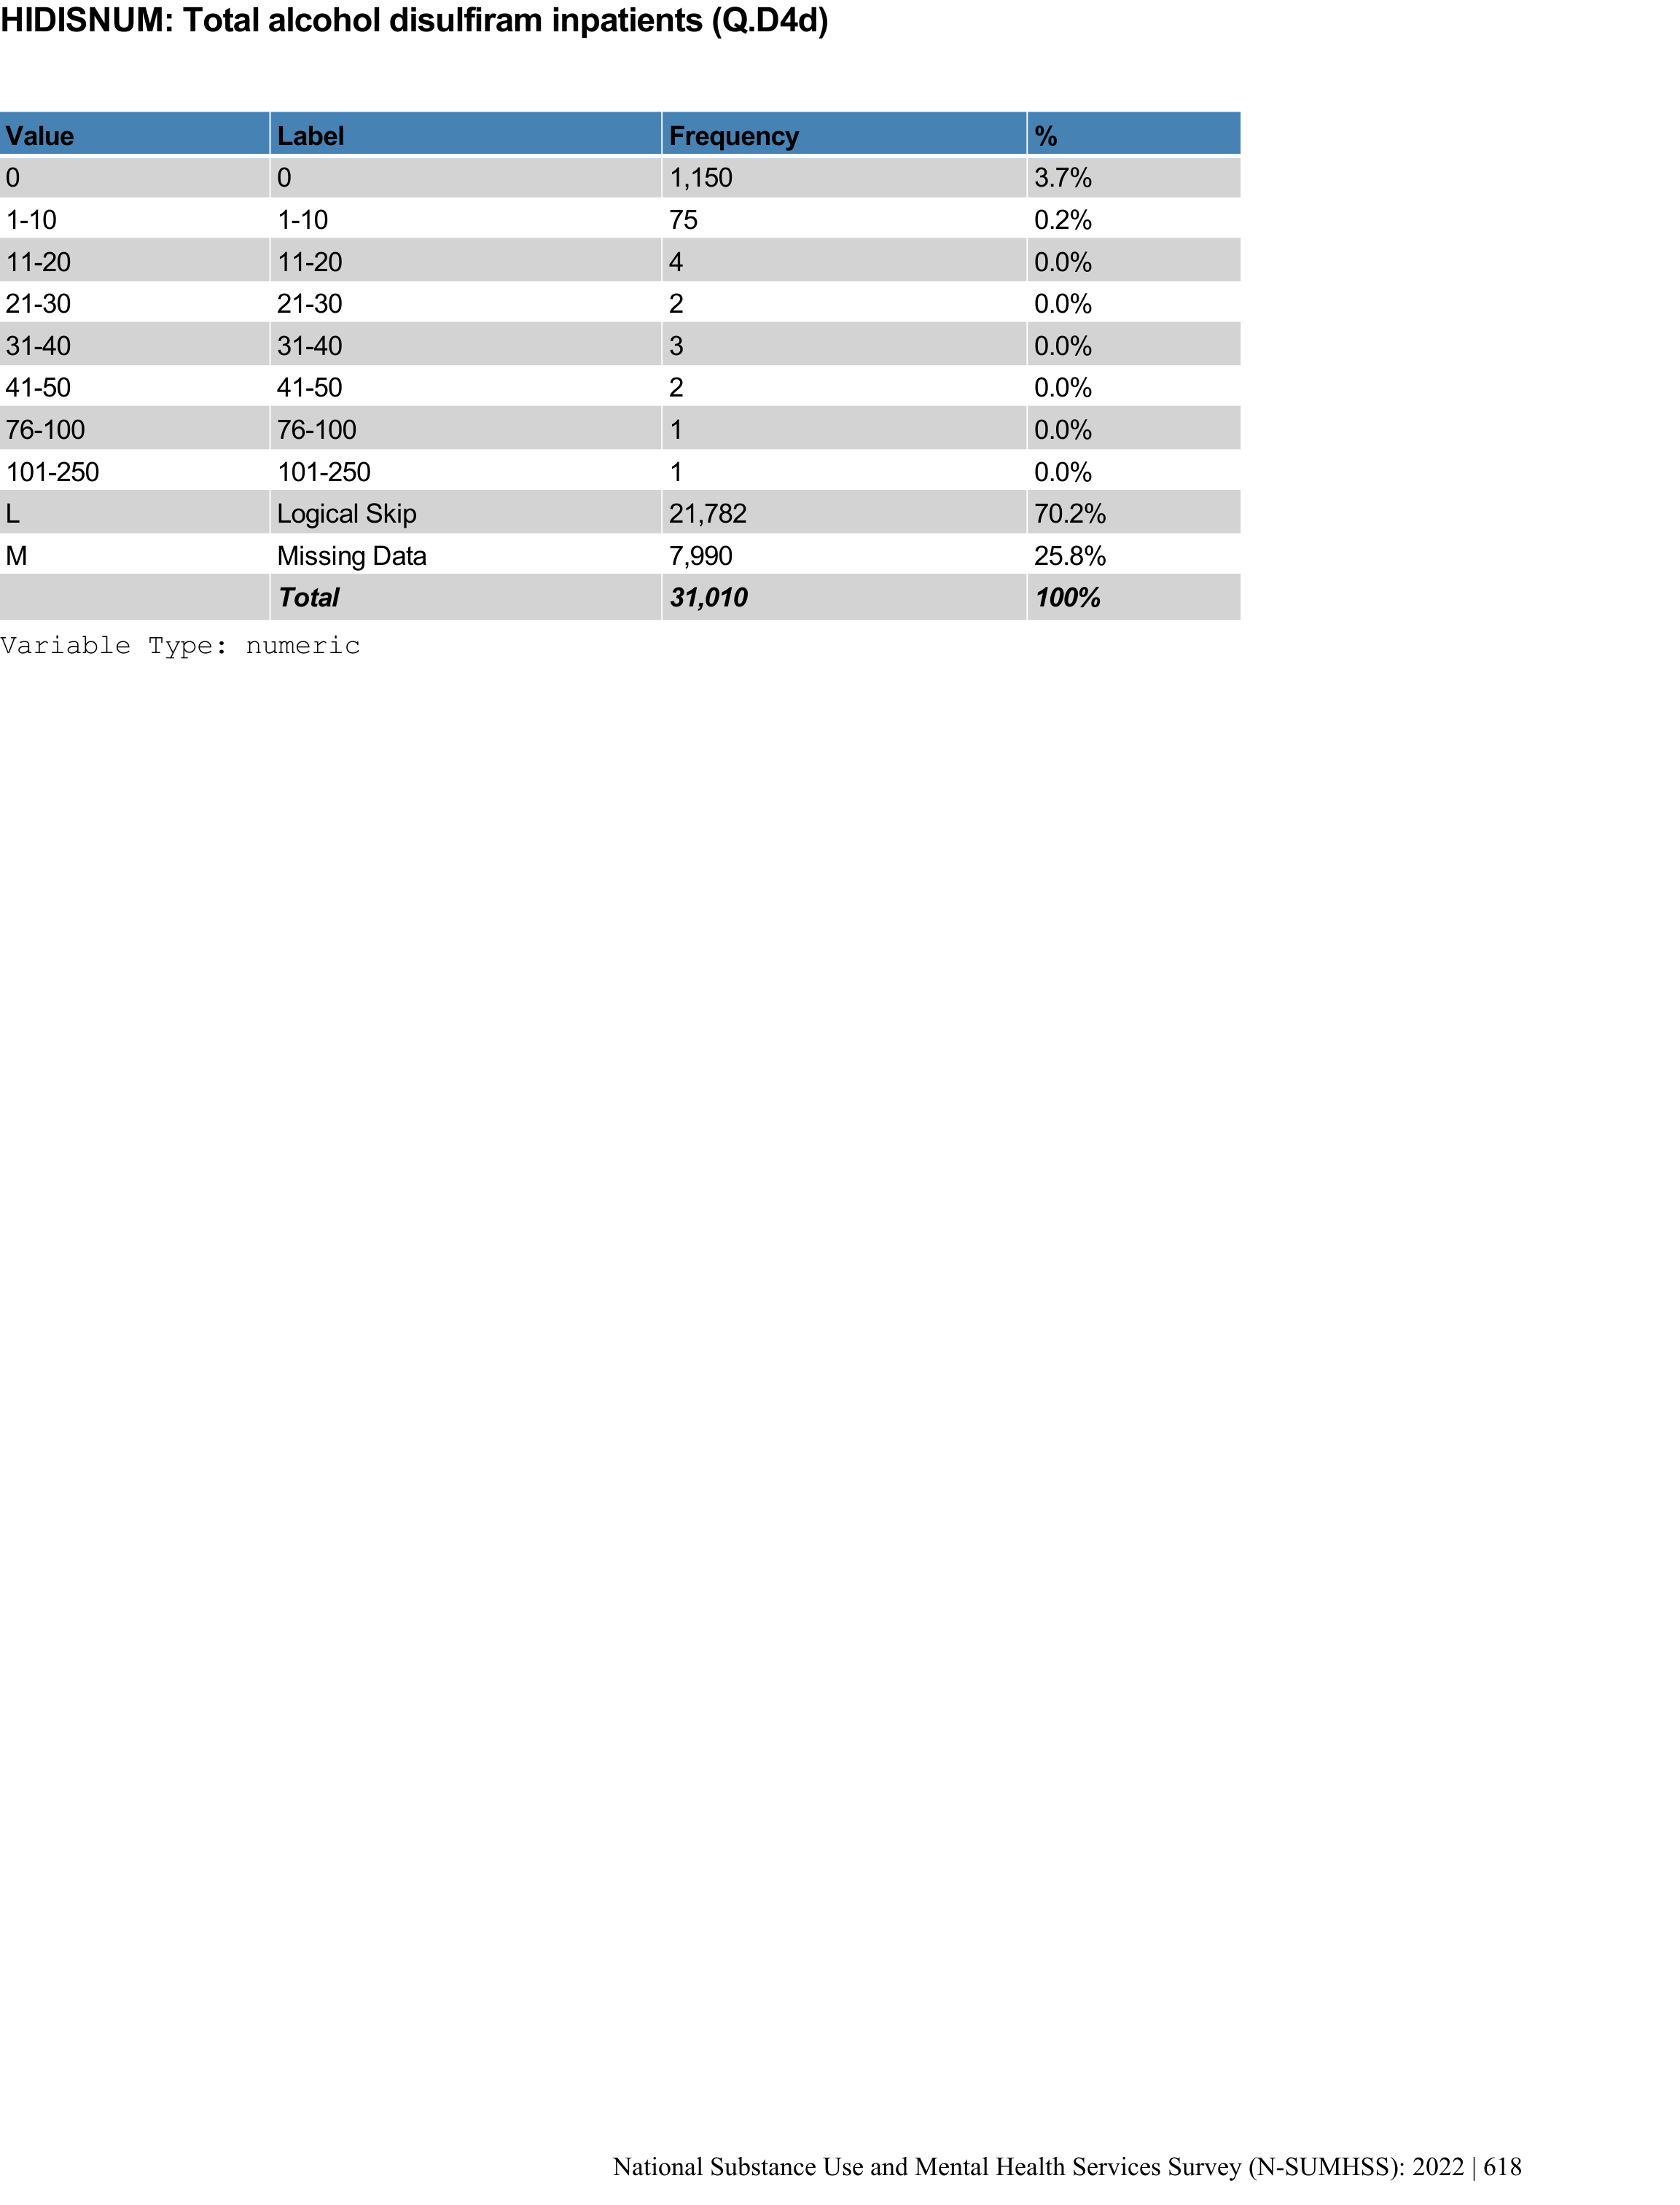 HIDISNUM: Total alcohol disulfiram inpatients (Q.D4d)
Value Label Frequency %
0 0 1,150 3.7%
1-10 1-10 75 0.2%
11-20 11-20 4 0.0%
21-30 21-30 2 0.0%
31-40 31-40 3 0.0%
41-50 41-50 2 0.0%
76-100 76-100 1 0.0%
101-250 101-250 1 0.0%
L Logical Skip 21,782 70.2%
M Missing Data 7,990 25.8%
Total 31,010 100%
Variable Type: numeric
National Substance Use and Mental Health Services Survey (N-SUMHSS): 2022 | 618